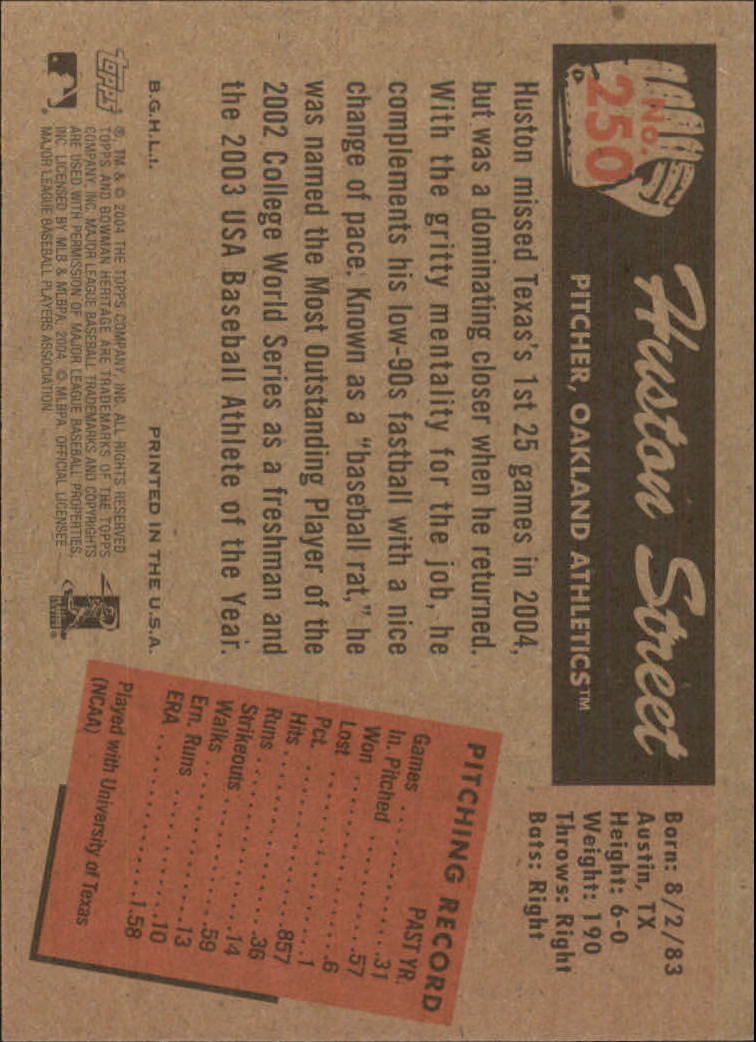 No.
250
Huston Street
PITCHER, OAKLAND ATHLETICS™
Born: 8/2/83
Austin, TX
Height: 6-0
Weight: 190
Throws: Right
Bats: Right
Huston missed Texas's 1st 25 games in 2004,
but was a dominating closer when he returned.
With the gritty mentality for the job, he
complements his low-90s fastball with a nice
change of pace. Known as a "baseball rat," he
was named the Most Outstanding Player of the
2002 College World Series as a freshman and
the 2003 USA Baseball Athlete of the Year.
PITCHING RECORD
PAST YR.
Games . . . . . . . . . . . .31
In. Pitched . . . . . . . . .57
Won . . . . . . . . . . . . .6
Lost . . . . . . . . . . . . .1
Pct. . . . . . . . . . . . .857
Hits . . . . . . . . . . . . .36
Runs . . . . . . . . . . . .14
Strikeouts . . . . . . . . .59
Walks . . . . . . . . . . . .13
Ern. Runs . . . . . . . . .10
ERA . . . . . . . . . . . .1.58
Played with University of Texas
(NCAA)
B.G.H.L.I.
PRINTED IN THE U.S.A.
Topps
®, TM & © 2004 THE TOPPS COMPANY, INC. ALL RIGHTS RESERVED
TOPPS AND BOWMAN HERITAGE ARE TRADEMARKS OF THE TOPPS
COMPANY, INC. MAJOR LEAGUE BASEBALL TRADEMARKS AND COPYRIGHTS
ARE USED WITH PERMISSION OF MAJOR LEAGUE BASEBALL PROPERTIES,
INC. LICENSED BY MLB & MLBPA, 2004. © MLBPA. OFFICIAL LICENSEE –
MAJOR LEAGUE BASEBALL PLAYERS ASSOCIATION